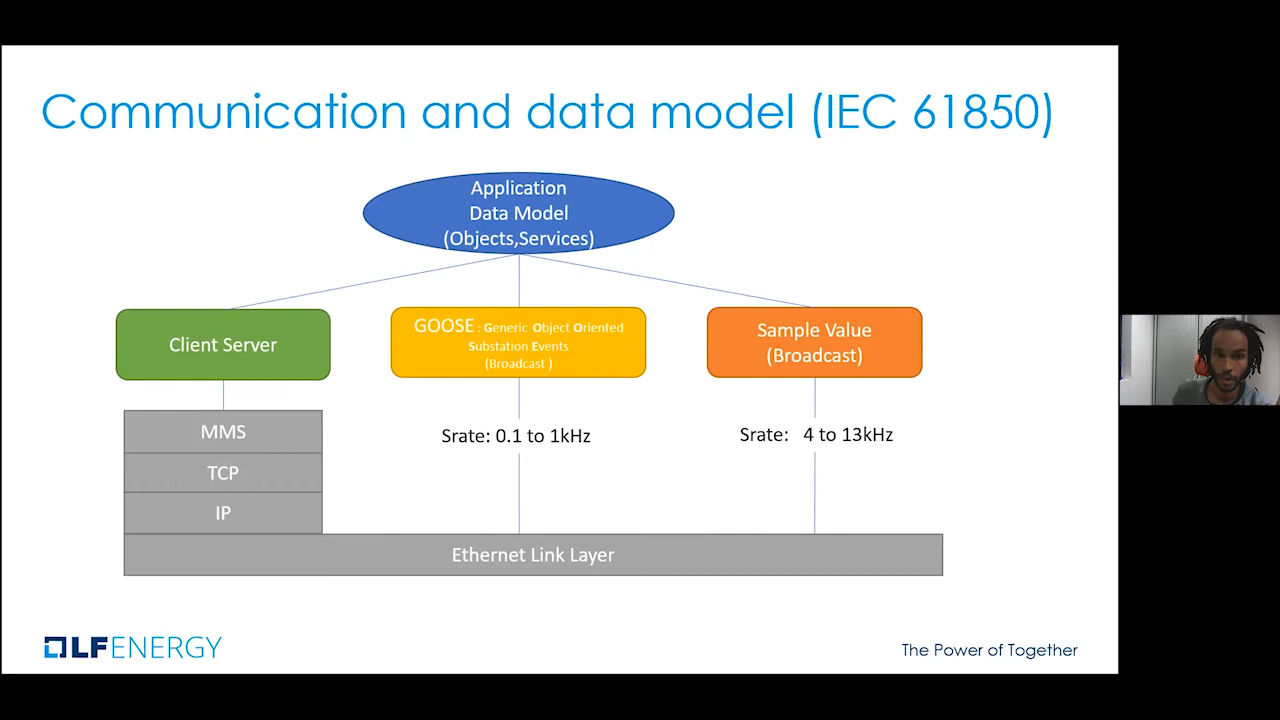 Communication and data model (IEC 61850)
Application
Data Model
(Objects,Services)
Client Server
GOOSE : Generic Object Oriented
Substation Events
(Broadcast )
Sample Value
(Broadcast)
MMS
TCP
IP
Srate: 0.1 to 1kHz
Srate: 4 to 13kHz
Ethernet Link Layer
LFENERGY
The Power of Together